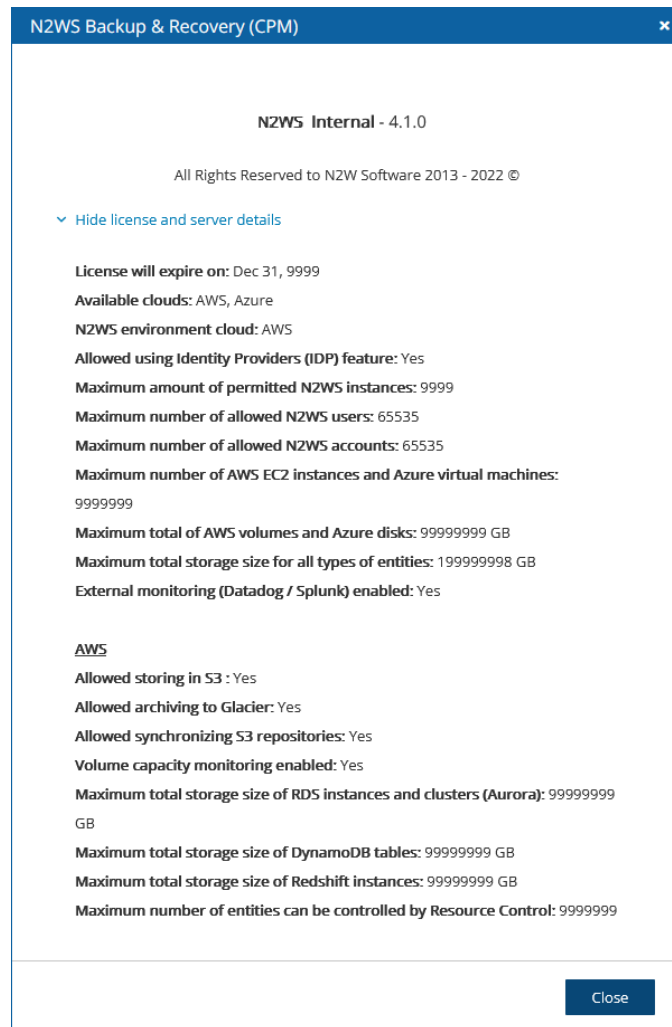 N2WS Backup & Recovery (CPM)
×
N2WS Internal - 4.1.0
All Rights Reserved to N2W Software 2013 - 2022 ©
Hide license and server details
License will expire on: Dec 31, 9999
Available clouds: AWS, Azure
N2WS environment cloud: AWS
Allowed using Identity Providers (IDP) feature: Yes
Maximum amount of permitted N2WS instances: 9999
Maximum number of allowed N2WS users: 65535
Maximum number of allowed N2WS accounts: 65535
Maximum number of AWS EC2 instances and Azure virtual machines:
9999999
Maximum total of AWS volumes and Azure disks: 99999999 GB
Maximum total storage size for all types of entities: 199999998 GB
External monitoring (Datadog / Splunk) enabled: Yes
AWS
Allowed storing in S3 : Yes
Allowed archiving to Glacier: Yes
Allowed synchronizing S3 repositories: Yes
Volume capacity monitoring enabled: Yes
Maximum total storage size of RDS instances and clusters (Aurora): 99999999
GB
Maximum total storage size of DynamoDB tables: 99999999 GB
Maximum total storage size of Redshift instances: 99999999 GB
Maximum number of entities can be controlled by Resource Control: 9999999
Close